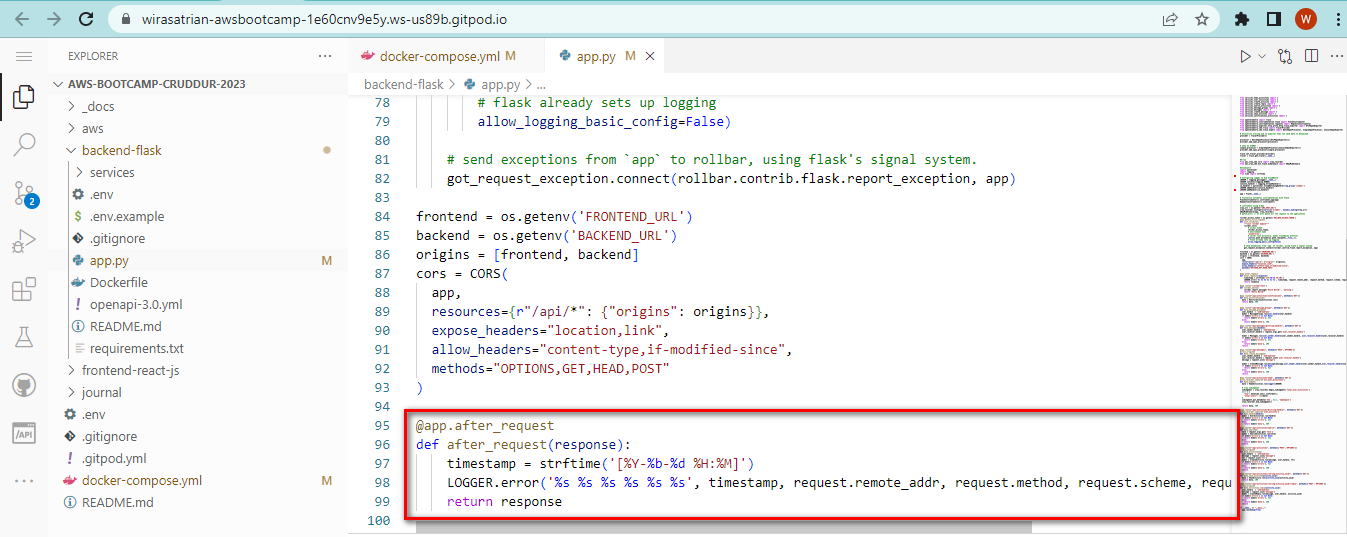 wirasatrian-awsbootcamp-1e60cnv9e5y.ws-us89b.gitpod.io
W
EXPLORER
...
AWS-BOOTCAMP-CRUDDUR-2023
_docs
aws
backend-flask
services
.env
$ .env.example
.gitignore
app.py M
Dockerfile
! openapi-3.0.yml
README.md
requirements.txt
frontend-react-js
journal
.env
.gitignore
! .gitpod.yml
docker-compose.yml M
README.md
2
/API
docker-compose.yml M
app.py M
backend-flask > app.py > ...
78 # flask already sets up logging
79 allow_logging_basic_config=False)
80
81 # send exceptions from `app` to rollbar, using flask's signal system.
82 got_request_exception.connect(rollbar.contrib.flask.report_exception, app)
83
84 frontend = os.getenv('FRONTEND_URL')
85 backend = os.getenv('BACKEND_URL')
86 origins = [frontend, backend]
87 cors = CORS(
88 app,
89 resources={r"/api/*": {"origins": origins}},
90 expose_headers="location,link",
91 allow_headers="content-type,if-modified-since",
92 methods="OPTIONS,GET,HEAD,POST"
93 )
94
95 @app.after_request
96 def after_request(response):
97 timestamp = strftime('[%Y-%b-%d %H:%M]')
98 LOGGER.error('%s %s %s %s %s %s', timestamp, request.remote_addr, request.method, request.scheme, requ
99 return response
100